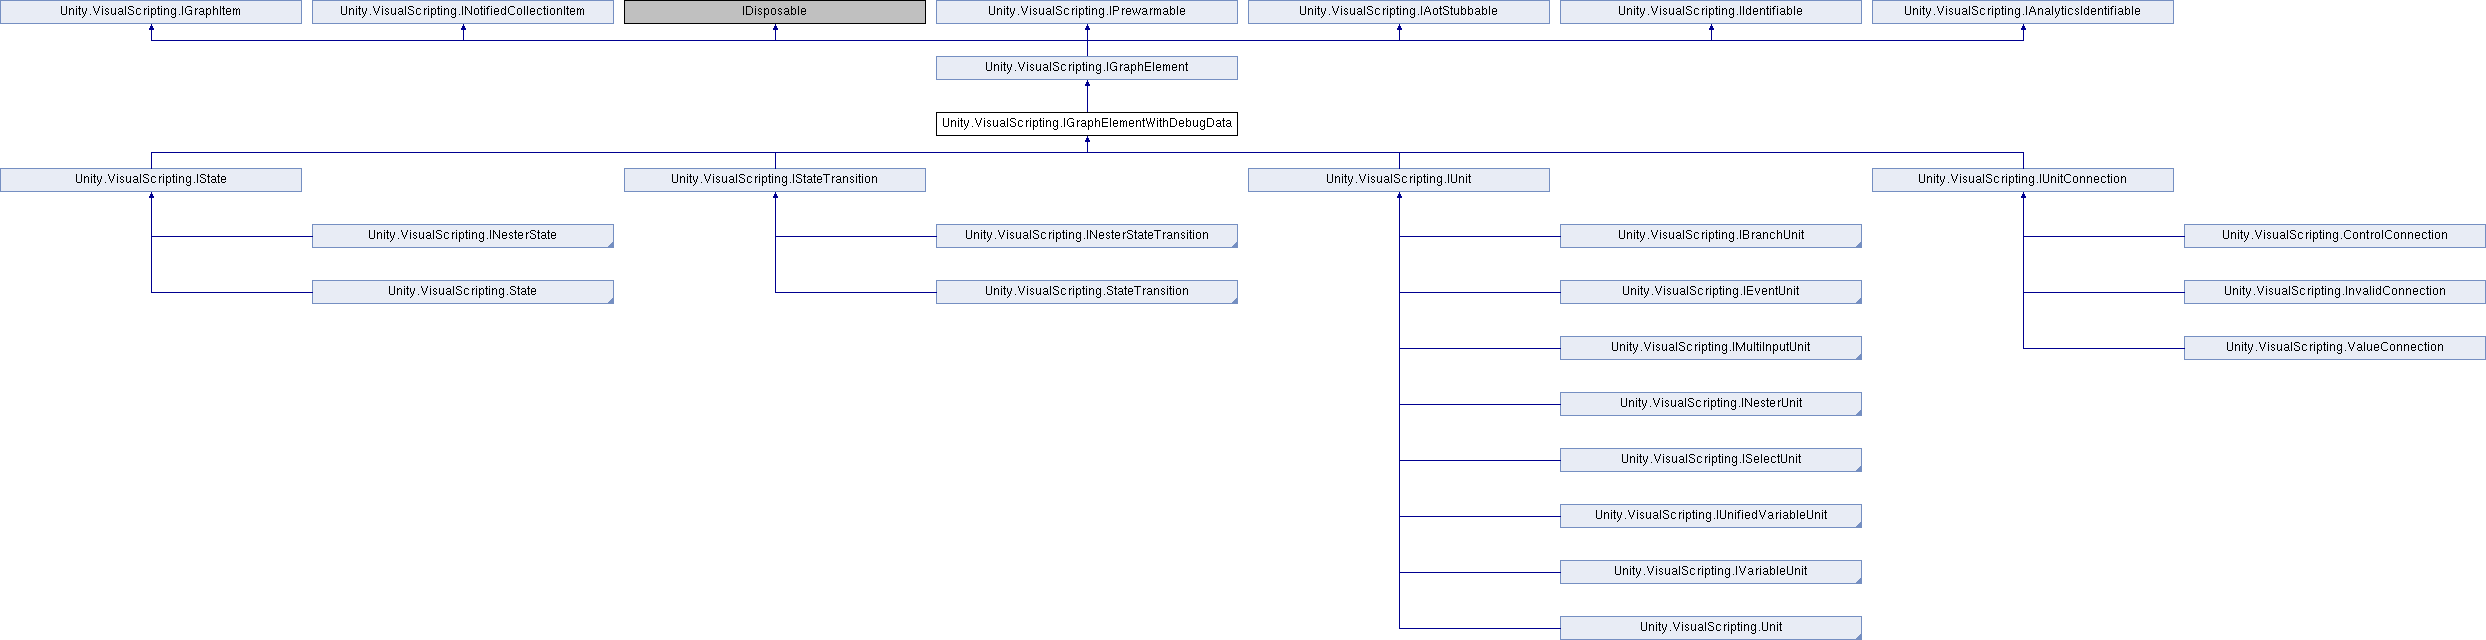 Unity.VisualScripting.IGraphItem
Unity.VisualScripting.INotifiedCollectionItem
IDisposable
Unity.VisualScripting.IPrewarmable
Unity.VisualScripting.IAotStubbable
Unity.VisualScripting.IIdentifiable
Unity.VisualScripting.IAnalyticsIdentifiable
Unity.VisualScripting.IGraphElement
Unity.VisualScripting.IGraphElementWithDebugData
Unity.VisualScripting.IState
Unity.VisualScripting.IStateTransition
Unity.VisualScripting.IUnit
Unity.VisualScripting.IUnitConnection
Unity.VisualScripting.INesterState
Unity.VisualScripting.INesterStateTransition
Unity.VisualScripting.IBranchUnit
Unity.VisualScripting.ControlConnection
Unity.VisualScripting.State
Unity.VisualScripting.StateTransition
Unity.VisualScripting.IEventUnit
Unity.VisualScripting.InvalidConnection
Unity.VisualScripting.IMultiInputUnit
Unity.VisualScripting.ValueConnection
Unity.VisualScripting.INesterUnit
Unity.VisualScripting.ISelectUnit
Unity.VisualScripting.IUnifiedVariableUnit
Unity.VisualScripting.IVariableUnit
Unity.VisualScripting.Unit